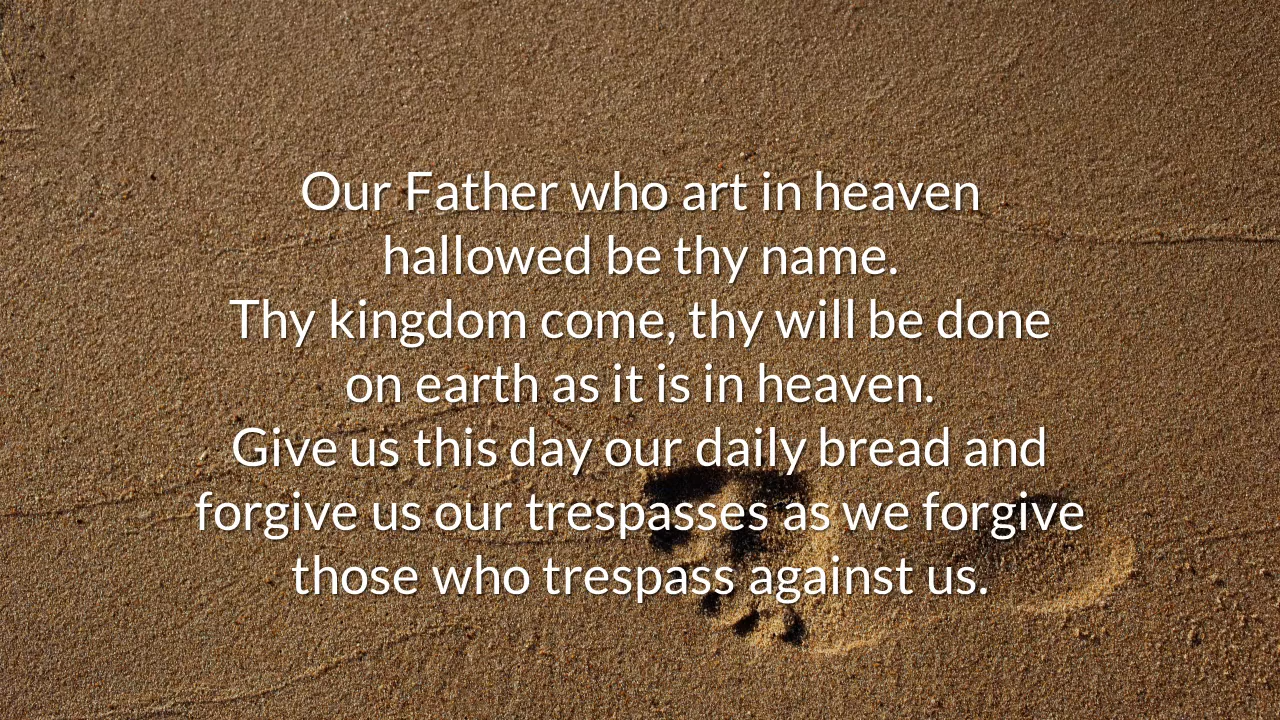 Our Father who art in heaven
hallowed be thy name.
Thy kingdom come, thy will be done
on earth as it is in heaven.
Give us this day our daily bread and
forgive us our trespasses as we forgive
those who trespass against us.